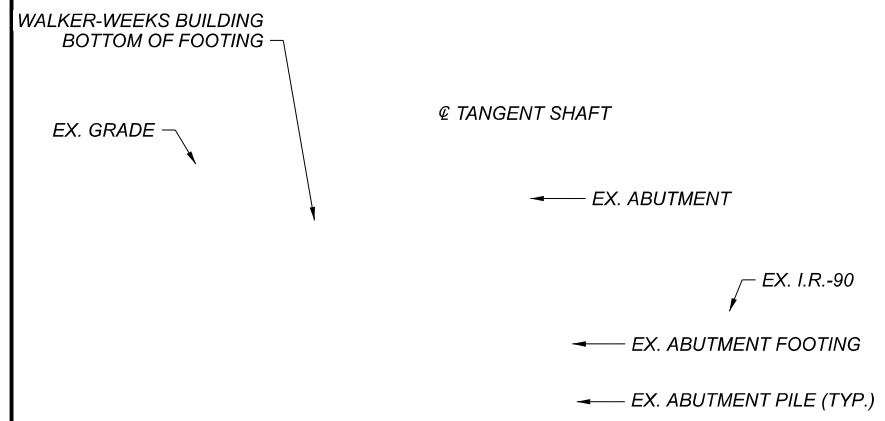 WALKER-WEEKS BUILDING
BOTTOM OF FOOTING
℄ TANGENT SHAFT
EX. GRADE
EX. ABUTMENT
EX. I.R.-90
EX. ABUTMENT FOOTING
EX. ABUTMENT PILE (TYP.)